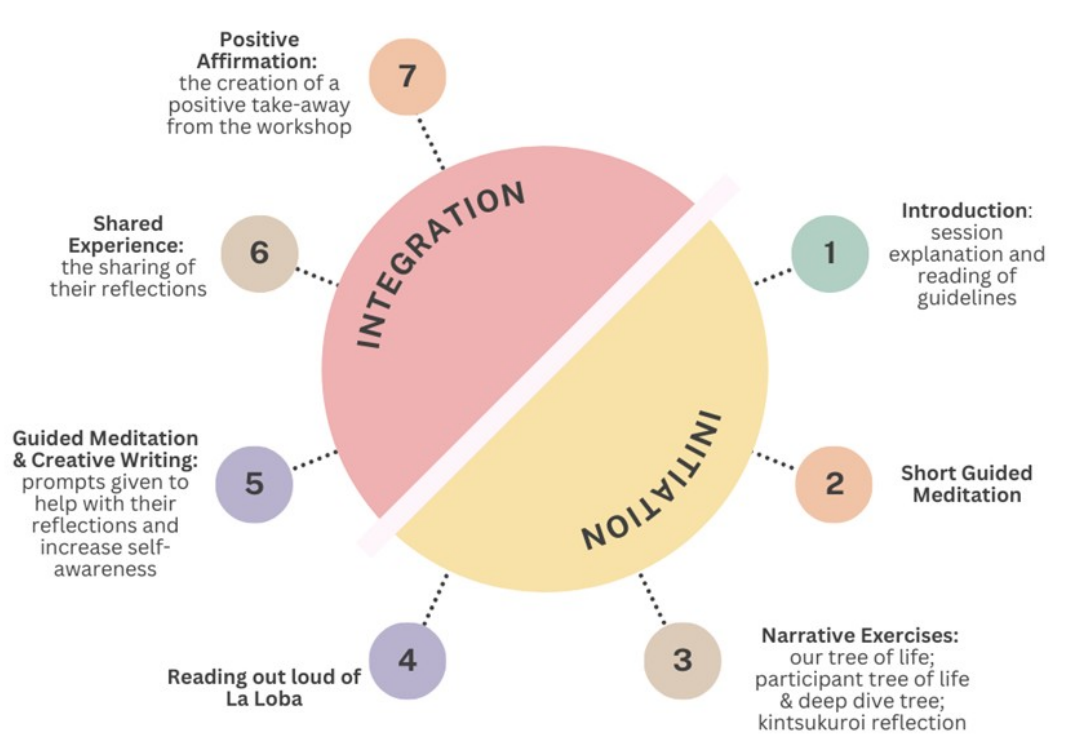 INTEGRATION
INITIATION
1
Introduction:
session
explanation and
reading of
guidelines
2
Short Guided
Meditation
3
Narrative Exercises:
our tree of life;
participant tree of life
& deep dive tree;
kintsukuroi reflection
4
Reading out loud of
La Loba
5
Guided Meditation
& Creative Writing:
prompts given to
help with their
reflections and
increase self-
awareness
6
Shared
Experience:
the sharing of
their reflections
7
Positive
Affirmation:
the creation of a
positive take-away
from the workshop